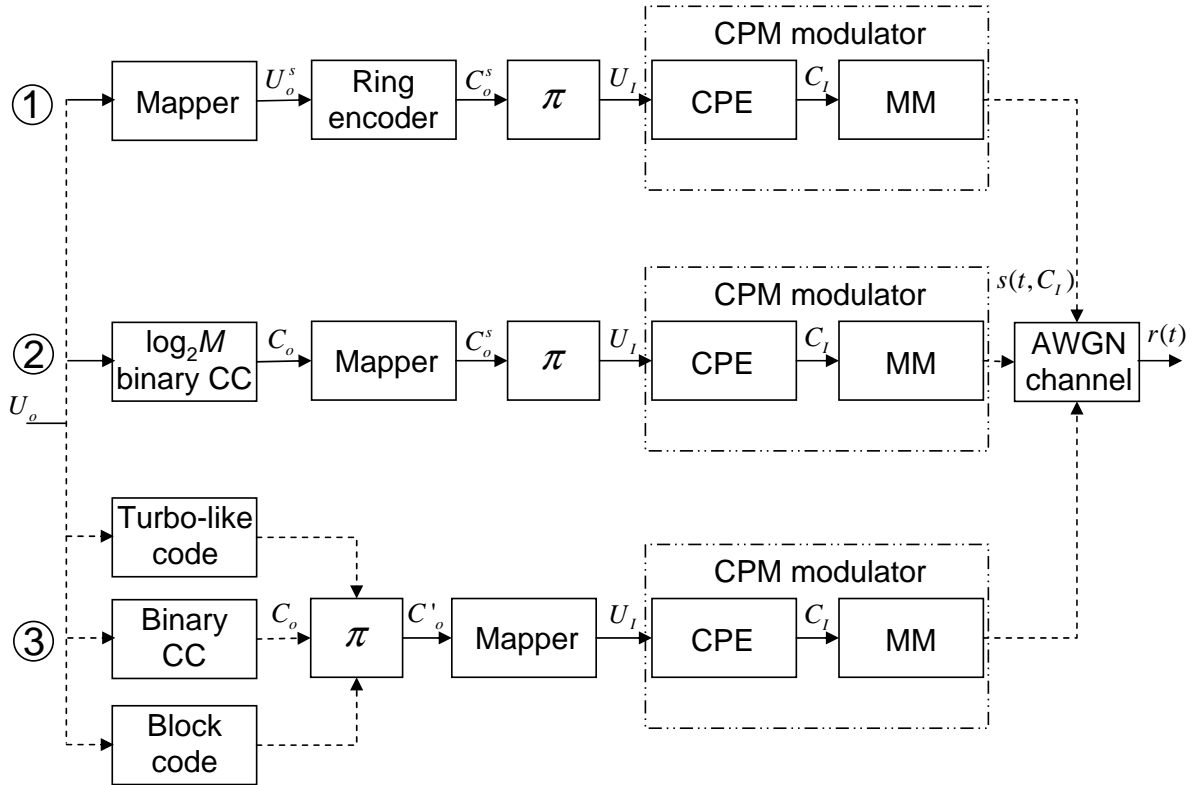 CPM modulator
① Mapper U_o^s Ring encoder C_o^s π U_I CPE C_I MM
CPM modulator
s(t, C_I)
② log₂M binary CC C_o Mapper C_o^s π U_I CPE C_I MM AWGN channel r(t)
U_o
Turbo-like code
CPM modulator
③ Binary CC C_o π C'_o Mapper U_I CPE C_I MM
Block code